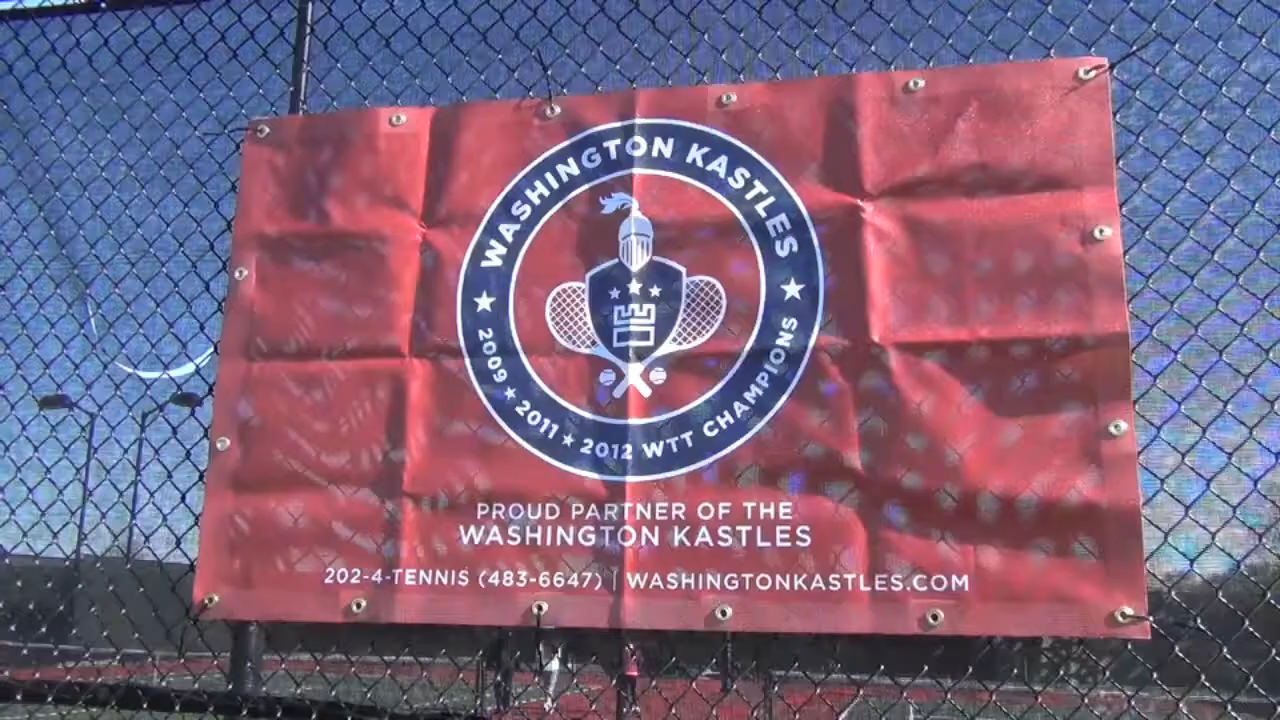 WASHINGTON KASTLES
2009 ★ 2011 ★ 2012 WTT CHAMPIONS
PROUD PARTNER OF THE
WASHINGTON KASTLES
202-4-TENNIS (483-6647) | WASHINGTONKASTLES.COM